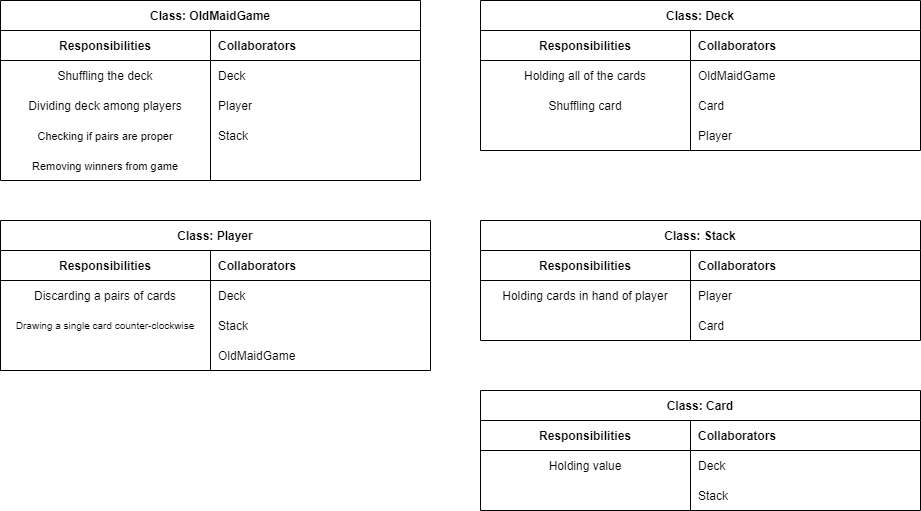 Class: OldMaidGame
Responsibilities Collaborators
Shuffling the deck Deck
Dividing deck among players Player
Checking if pairs are proper Stack
Removing winners from game
Class: Deck
Responsibilities Collaborators
Holding all of the cards OldMaidGame
Shuffling card Card
Player
Class: Player
Responsibilities Collaborators
Discarding a pairs of cards Deck
Drawing a single card counter-clockwise Stack
OldMaidGame
Class: Stack
Responsibilities Collaborators
Holding cards in hand of player Player
Card
Class: Card
Responsibilities Collaborators
Holding value Deck
Stack